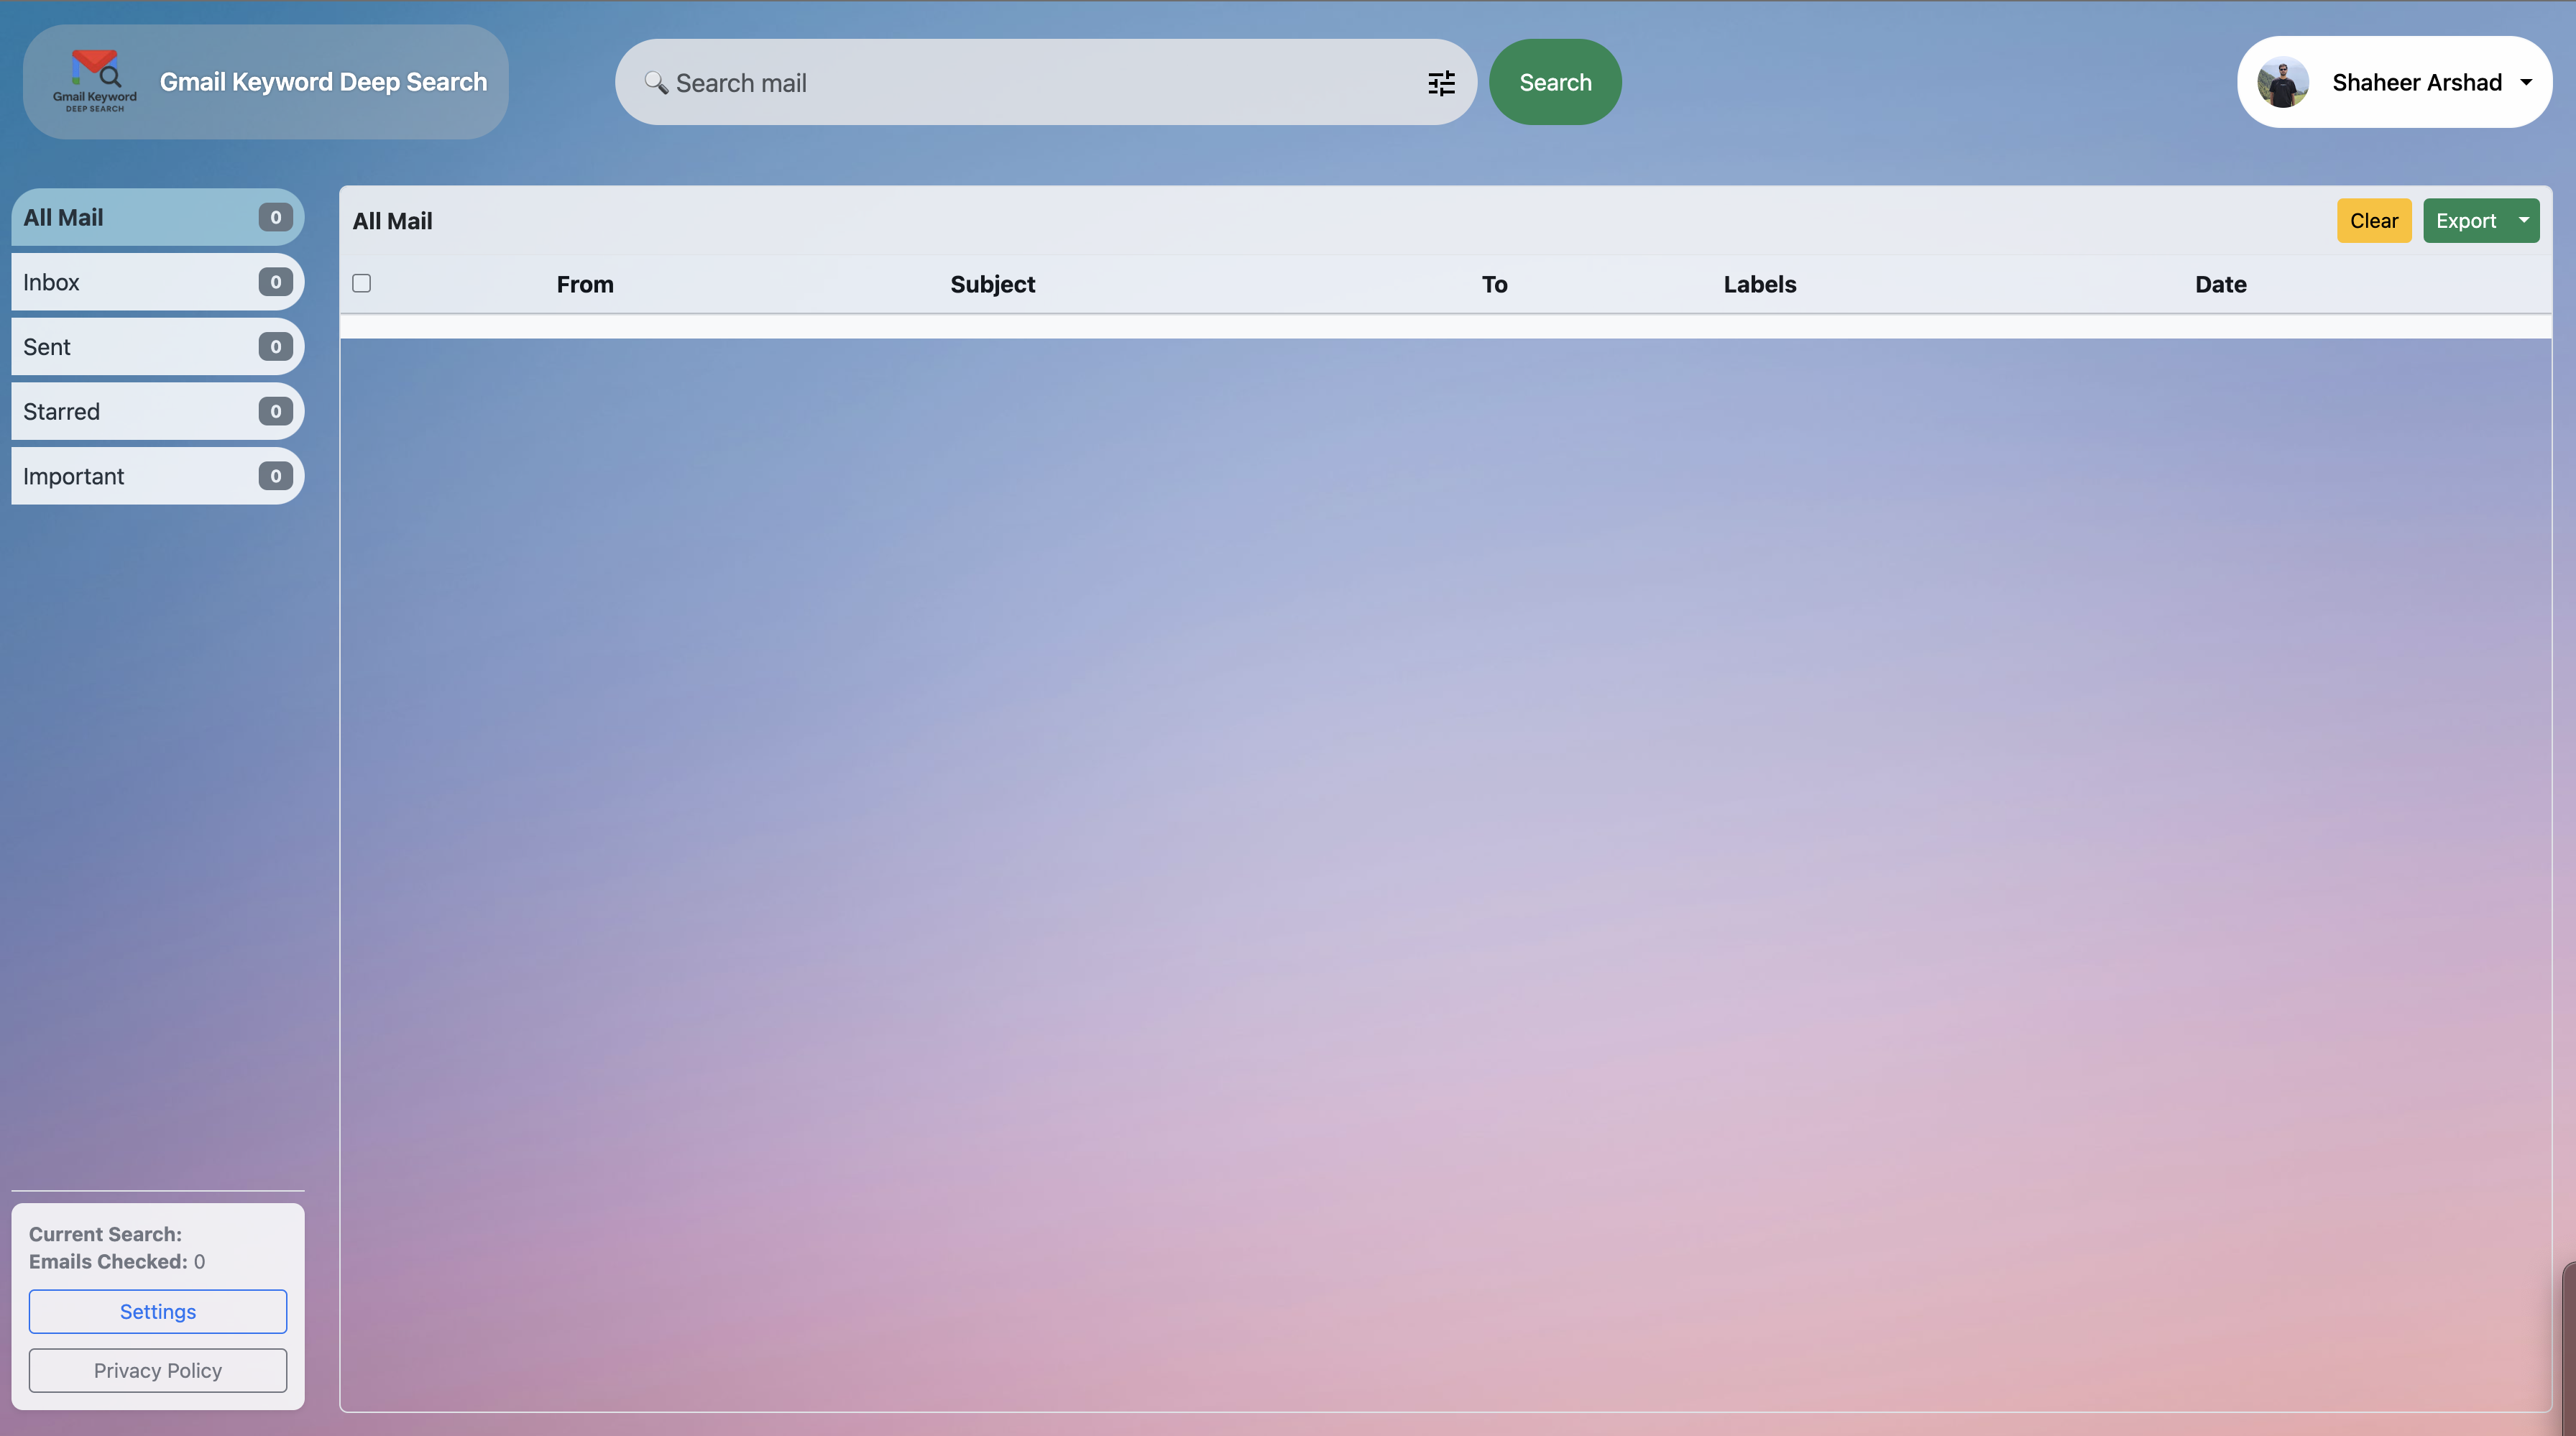 Gmail Keyword
DEEP SEARCH
Gmail Keyword Deep Search
Search mail
Search
Shaheer Arshad
All Mail 0
Inbox 0
Sent 0
Starred 0
Important 0
All Mail
Clear
Export
From Subject To Labels Date
Current Search:
Emails Checked: 0
Settings
Privacy Policy